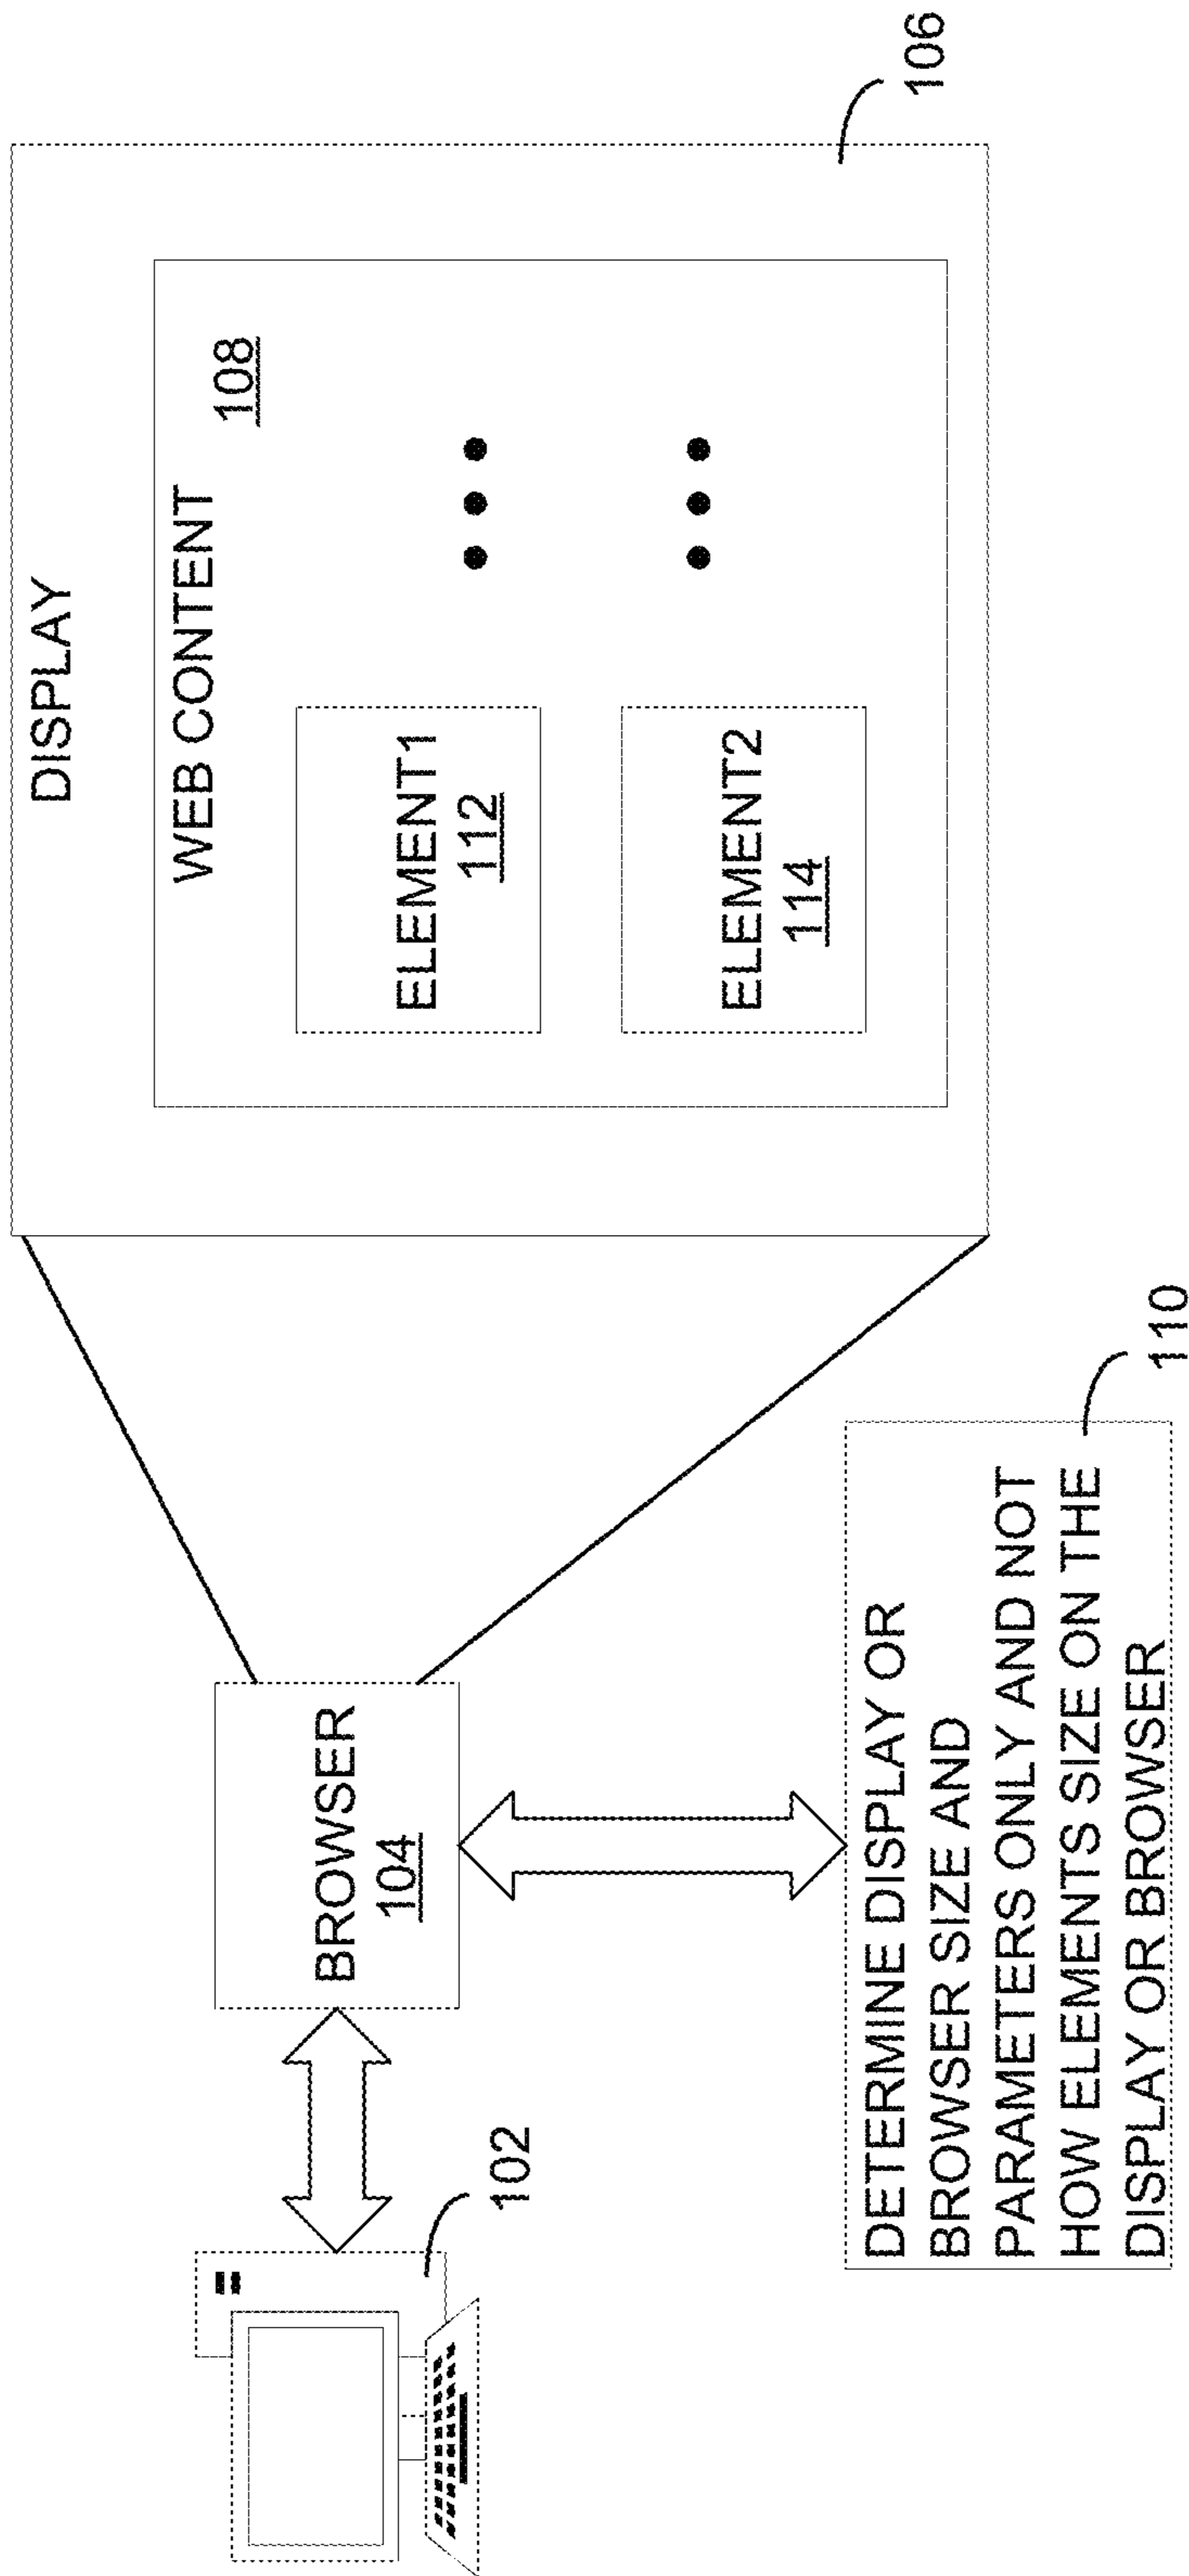 DISPLAY
WEB CONTENT
108
ELEMENT1
112
ELEMENT2
114
106
BROWSER
104
102
DETERMINE DISPLAY OR
BROWSER SIZE AND
PARAMETERS ONLY AND NOT
HOW ELEMENTS SIZE ON THE
DISPLAY OR BROWSER
110